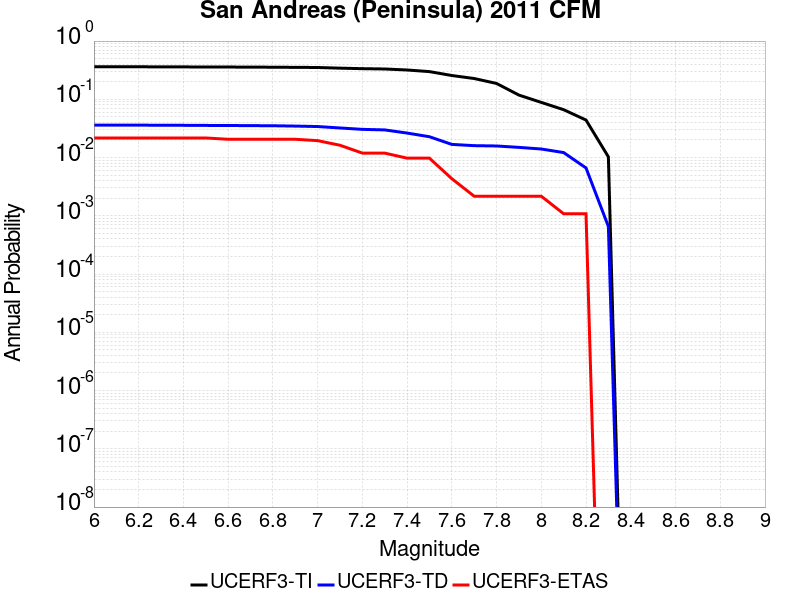 San Andreas (Peninsula) 2011 CFM
Annual Probability
10^0
10^-1
10^-2
10^-3
10^-4
10^-5
10^-6
10^-7
10^-8
6 6.2 6.4 6.6 6.8 7 7.2 7.4 7.6 7.8 8 8.2 8.4 8.6 8.8 9
Magnitude
UCERF3-TI UCERF3-TD UCERF3-ETAS